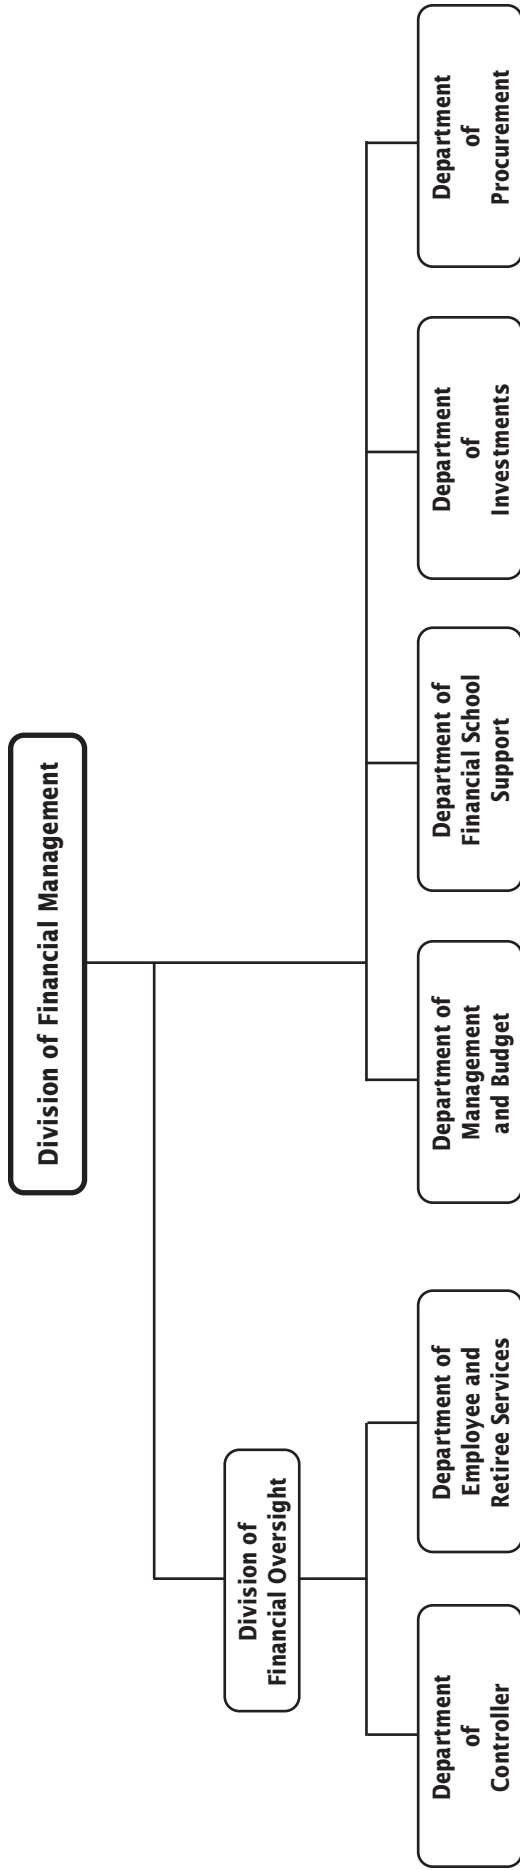 Division of Financial Management
Division of
Financial Oversight
Department
of
Controller
Department of
Employee and
Retiree Services
Department of
Management
and Budget
Department of
Financial School
Support
Department
of
Investments
Department
of
Procurement